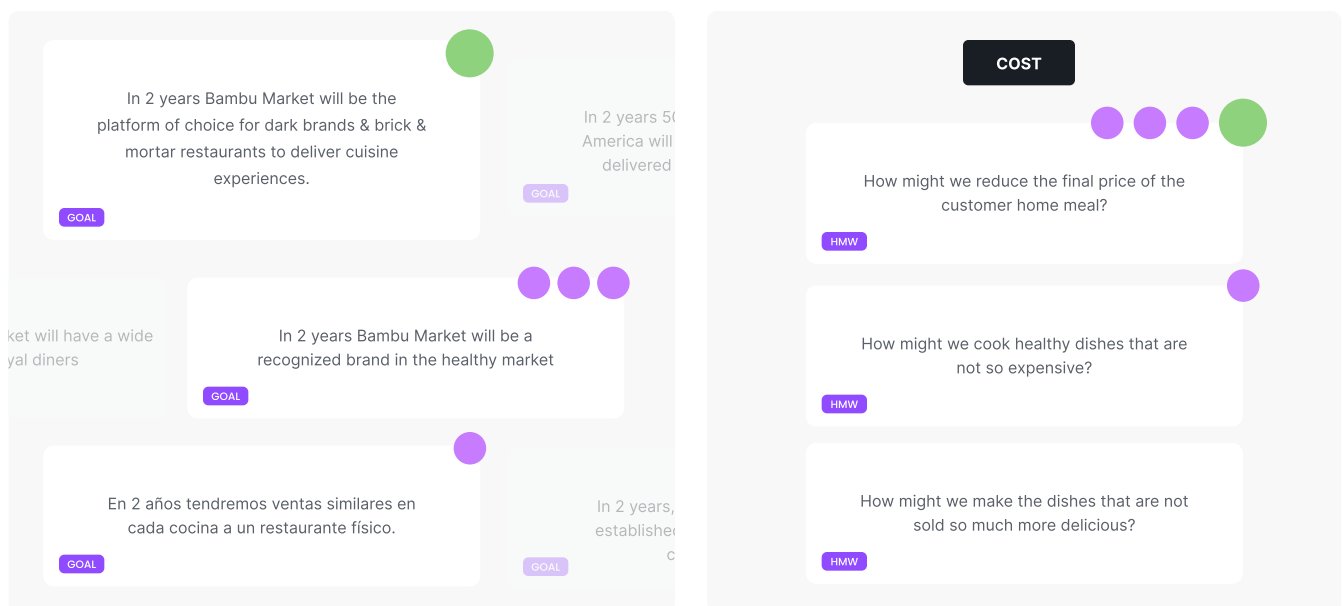 In 2 years Bambu Market will be the
platform of choice for dark brands & brick &
mortar restaurants to deliver cuisine
experiences.
GOAL
In 2 years
America will
delivered
GOAL
will have a wide
diners
In 2 years Bambu Market will be a
recognized brand in the healthy market
GOAL
En 2 años tendremos ventas similares en
cada cocina a un restaurante físico.
GOAL
In 2 years,
GOAL
COST
How might we reduce the final price of the
customer home meal?
HMW
How might we cook healthy dishes that are
not so expensive?
HMW
How might we make the dishes that are not
sold so much more delicious?
HMW